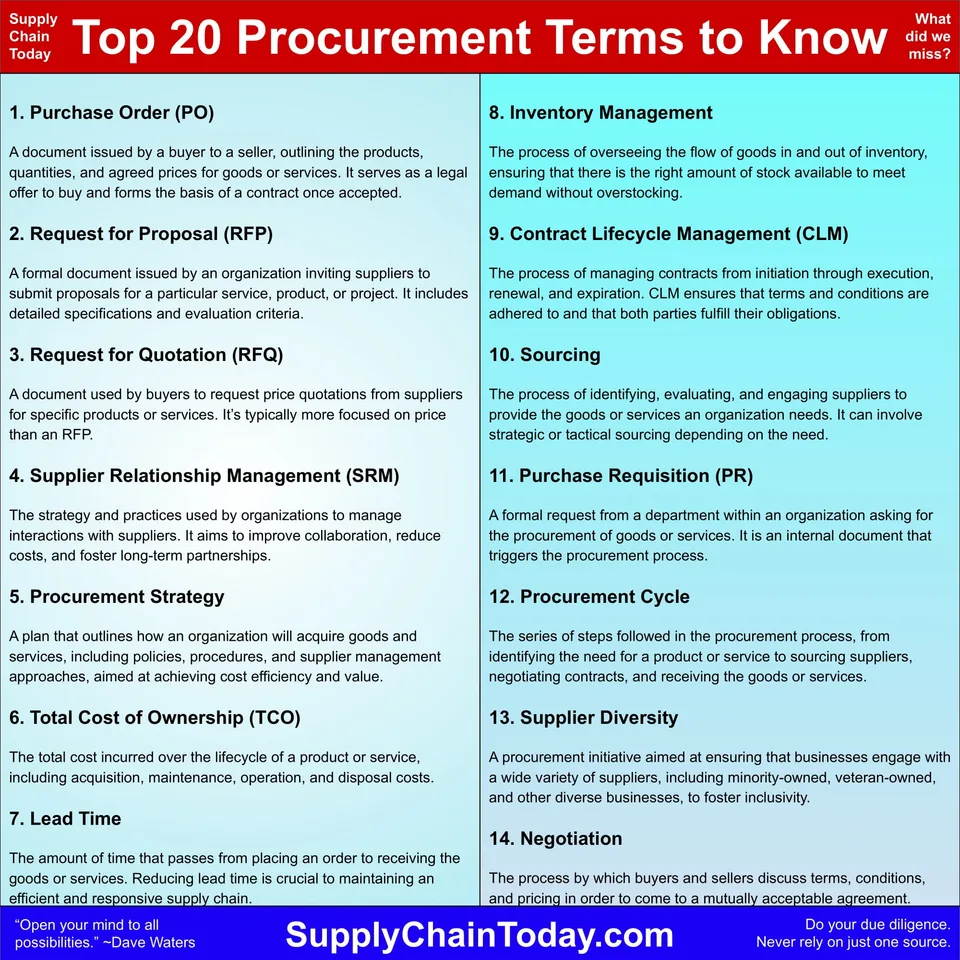 Supply
Chain
Today
Top 20 Procurement Terms to Know
What
did we
miss?
1. Purchase Order (PO)
A document issued by a buyer to a seller, outlining the products,
quantities, and agreed prices for goods or services. It serves as a legal
offer to buy and forms the basis of a contract once accepted.
2. Request for Proposal (RFP)
A formal document issued by an organization inviting suppliers to
submit proposals for a particular service, product, or project. It includes
detailed specifications and evaluation criteria.
3. Request for Quotation (RFQ)
A document used by buyers to request price quotations from suppliers
for specific products or services. It’s typically more focused on price
than an RFP.
4. Supplier Relationship Management (SRM)
The strategy and practices used by organizations to manage
interactions with suppliers. It aims to improve collaboration, reduce
costs, and foster long-term partnerships.
5. Procurement Strategy
A plan that outlines how an organization will acquire goods and
services, including policies, procedures, and supplier management
approaches, aimed at achieving cost efficiency and value.
6. Total Cost of Ownership (TCO)
The total cost incurred over the lifecycle of a product or service,
including acquisition, maintenance, operation, and disposal costs.
7. Lead Time
The amount of time that passes from placing an order to receiving the
goods or services. Reducing lead time is crucial to maintaining an
efficient and responsive supply chain.
8. Inventory Management
The process of overseeing the flow of goods in and out of inventory,
ensuring that there is the right amount of stock available to meet
demand without overstocking.
9. Contract Lifecycle Management (CLM)
The process of managing contracts from initiation through execution,
renewal, and expiration. CLM ensures that terms and conditions are
adhered to and that both parties fulfill their obligations.
10. Sourcing
The process of identifying, evaluating, and engaging suppliers to
provide the goods or services an organization needs. It can involve
strategic or tactical sourcing depending on the need.
11. Purchase Requisition (PR)
A formal request from a department within an organization asking for
the procurement of goods or services. It is an internal document that
triggers the procurement process.
12. Procurement Cycle
The series of steps followed in the procurement process, from
identifying the need for a product or service to sourcing suppliers,
negotiating contracts, and receiving the goods or services.
13. Supplier Diversity
A procurement initiative aimed at ensuring that businesses engage with
a wide variety of suppliers, including minority-owned, veteran-owned,
and other diverse businesses, to foster inclusivity.
14. Negotiation
The process by which buyers and sellers discuss terms, conditions,
and pricing in order to come to a mutually acceptable agreement.
“Open your mind to all
possibilities.” ~Dave Waters
SupplyChainToday.com
Do your due diligence.
Never rely on just one source.